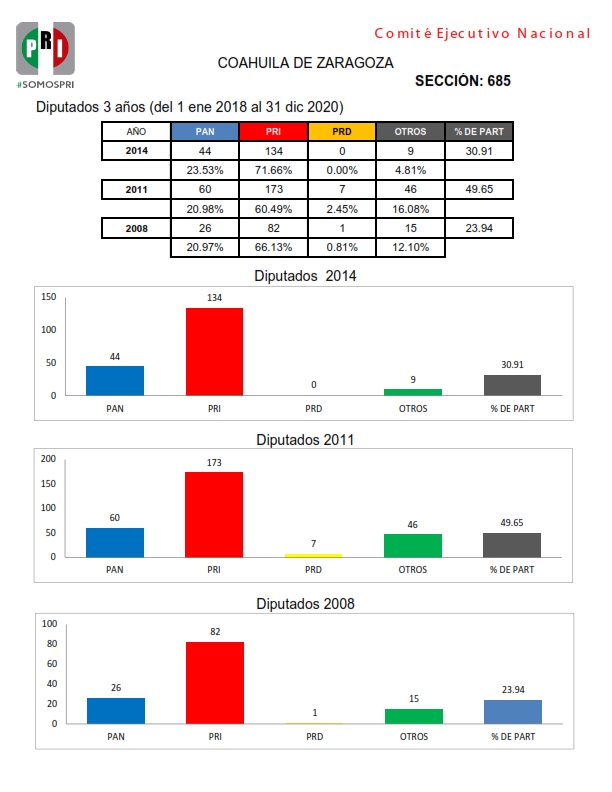 Comité Ejecutivo Nacional
PRI
#SOMOSPRI
COAHUILA DE ZARAGOZA
SECCIÓN: 685
Diputados 3 años (del 1 ene 2018 al 31 dic 2020)
AÑO PAN PRI PRD OTROS % DE PART
2014 44 134 0 9 30.91
23.53% 71.66% 0.00% 4.81%
2011 60 173 7 46 49.65
20.98% 60.49% 2.45% 16.08%
2008 26 82 1 15 23.94
20.97% 66.13% 0.81% 12.10%
Diputados 2014
150
100
50
0
44 134 0 9 30.91
PAN PRI PRD OTROS % DE PART
Diputados 2011
200
150
100
50
0
60 173 7 46 49.65
PAN PRI PRD OTROS % DE PART
Diputados 2008
100
80
60
40
20
0
26 82 1 15 23.94
PAN PRI PRD OTROS % DE PART